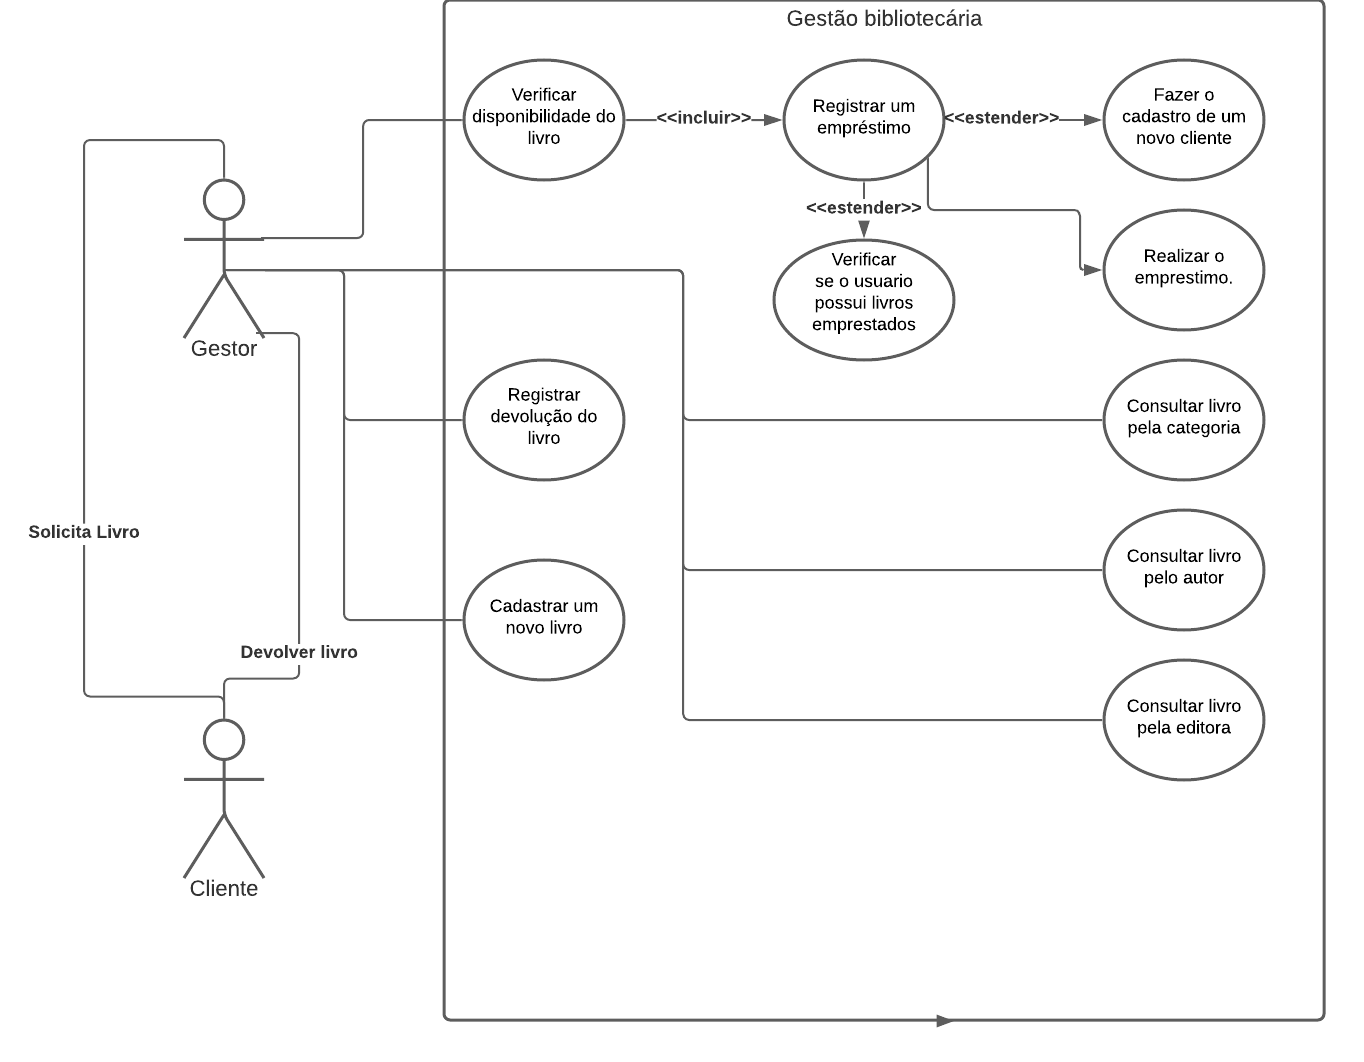 Gestão bibliotecária
Verificar
disponibilidade do
livro
<<incluir>>
Registrar um
empréstimo
<<estender>>
Fazer o
cadastro de um
novo cliente
<<estender>>
Verificar
se o usuario
possui livros
emprestados
Realizar o
emprestimo.
Gestor
Registrar
devolução do
livro
Consultar livro
pela categoria
Solicita Livro
Consultar livro
pelo autor
Cadastrar um
novo livro
Devolver livro
Consultar livro
pela editora
Cliente